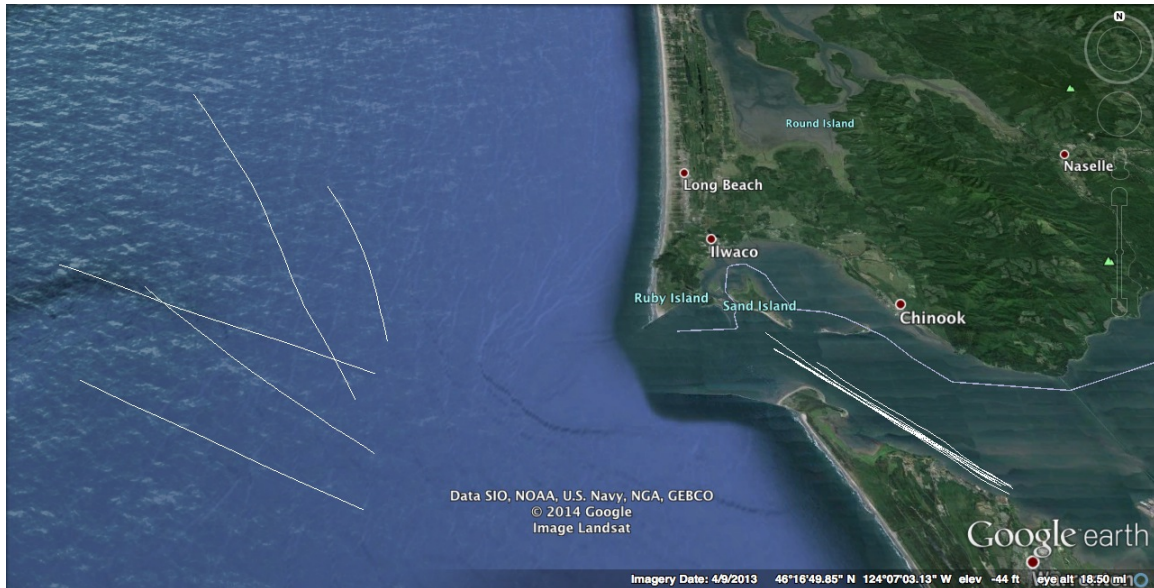 N
Round Island
Naselle
Long Beach
Ilwaco
Ruby Island
Sand Island
Chinook
Data SIO, NOAA, U.S. Navy, NGA, GEBCO
© 2014 Google
Image Landsat
Google earth
Imagery Date: 4/9/2013 46°16'49.85" N 124°07'03.13" W elev -44 ft eye alt 18.50 mi